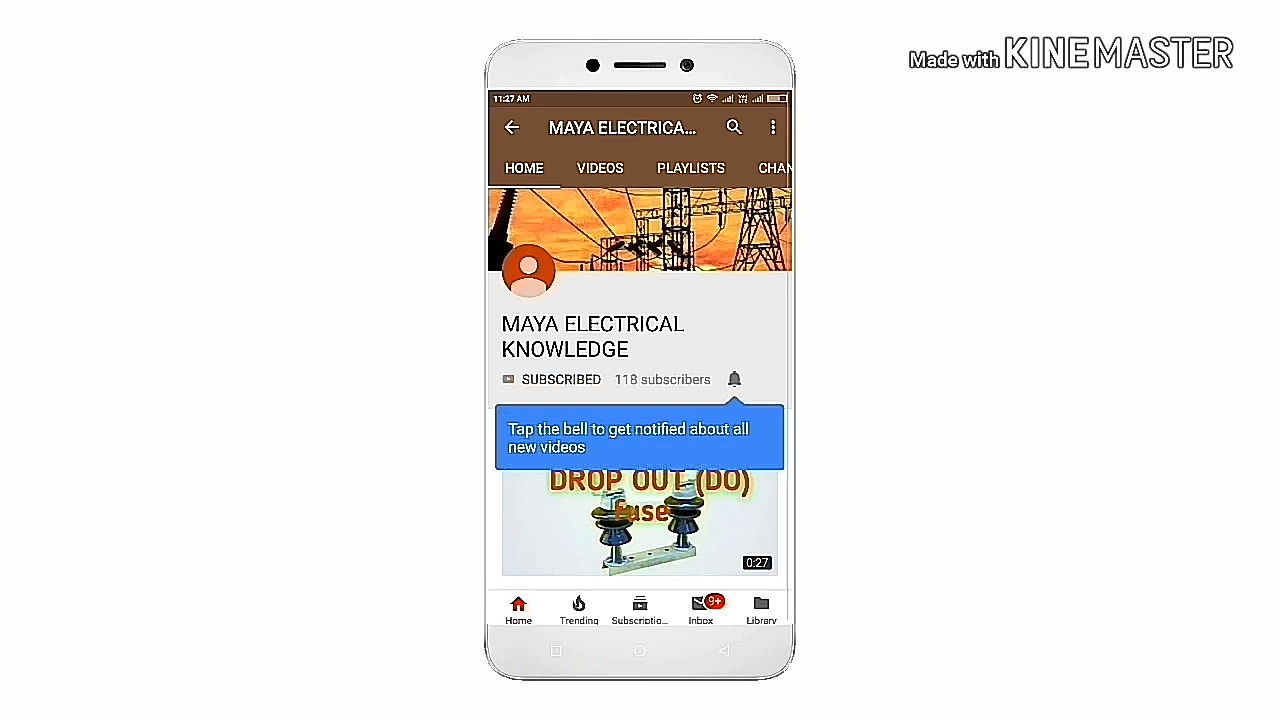 Made with KINEMASTER
11:27 AM
MAYA ELECTRICA...
HOME VIDEOS PLAYLISTS CHAN
MAYA ELECTRICAL
KNOWLEDGE
SUBSCRIBED 118 subscribers
Tap the bell to get notified about all
new videos
DROP OUT (DO)
fuse
0:27
9+
Home Trending Subscriptio... Inbox Library